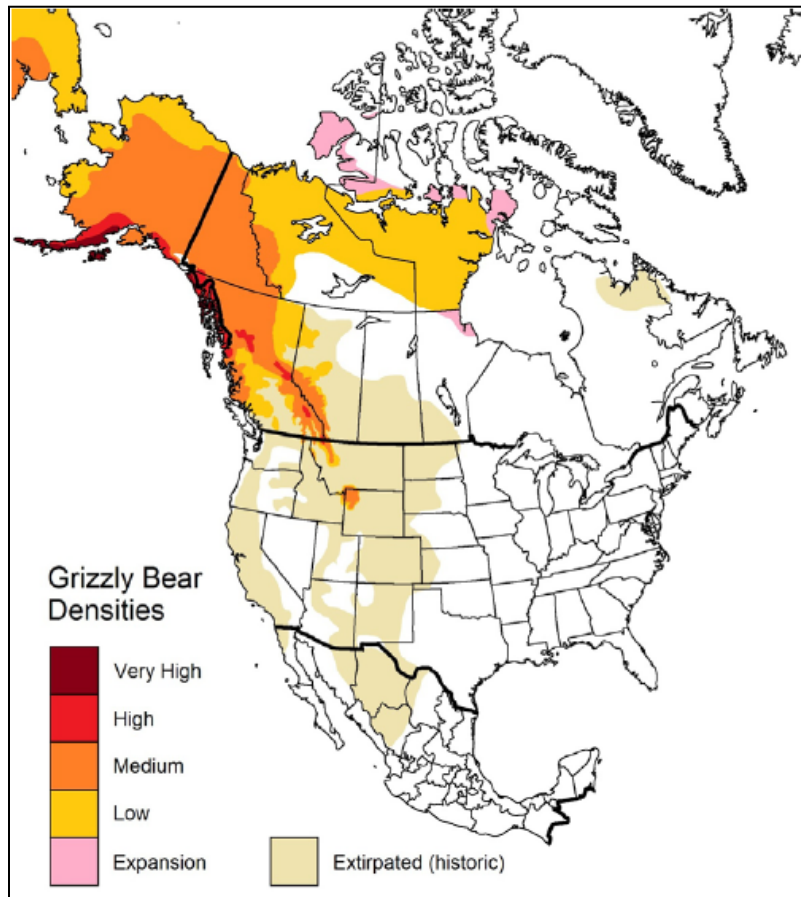 Grizzly Bear
Densities
Very High
High
Medium
Low
Expansion
Extirpated (historic)